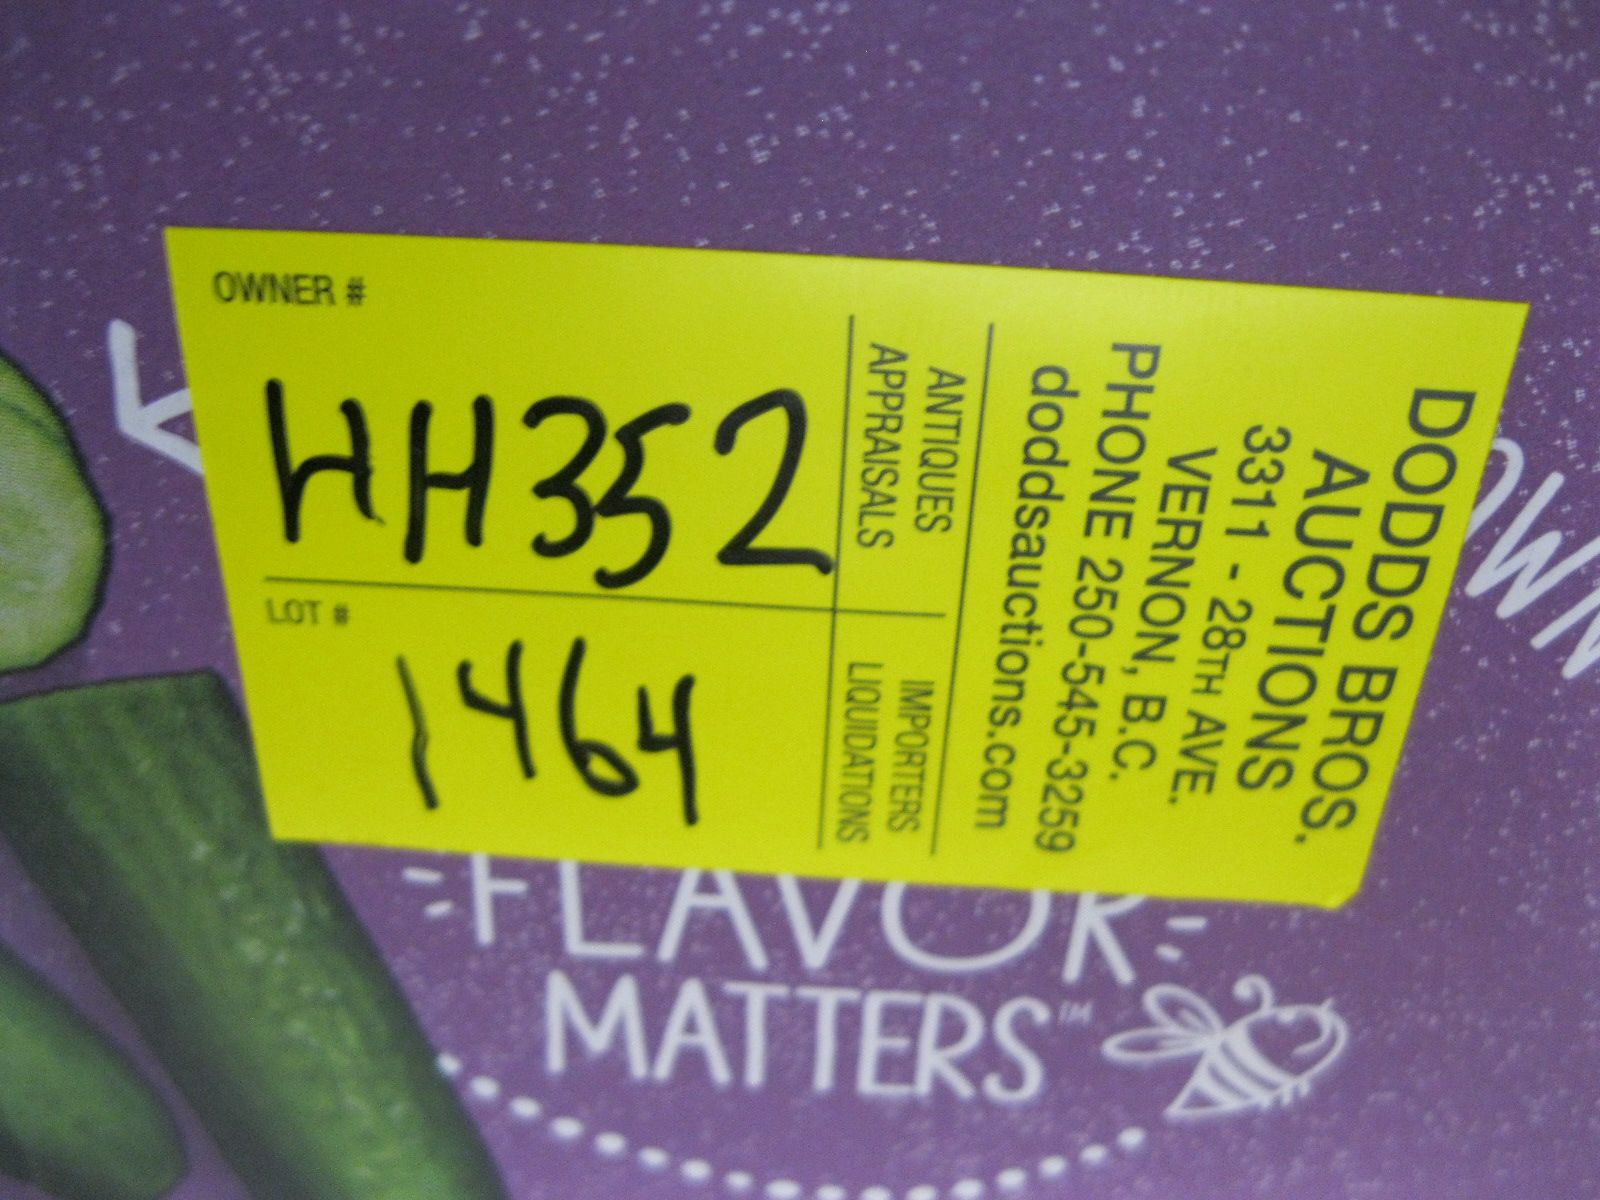 OWNER #
HH352
LOT #
1464
ANTIQUES
APPRAISALS
IMPORTERS
LIQUIDATIONS
DODDS BROS.
AUCTIONS
3311 - 28TH AVE.
VERNON, B.C.
PHONE 250-545-3259
doddsauctions.com
FLAVOR
MATTERS™